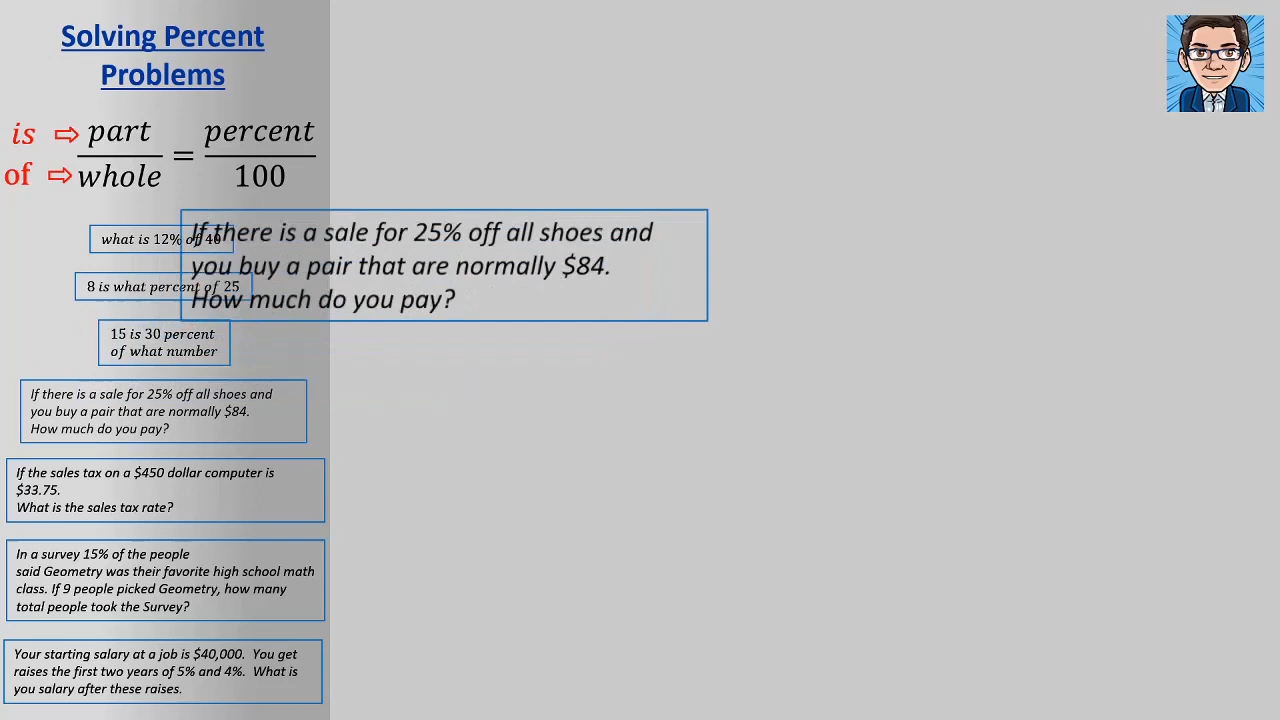 Solving Percent
Problems
is ⇨ part / whole = percent / 100
of ⇨
what is 12% of 40
If there is a sale for 25% off all shoes and
you buy a pair that are normally $84.
How much do you pay?
8 is what percent of 25
15 is 30 percent
of what number
If there is a sale for 25% off all shoes and
you buy a pair that are normally $84.
How much do you pay?
If the sales tax on a $450 dollar computer is
$33.75.
What is the sales tax rate?
In a survey 15% of the people
said Geometry was their favorite high school math
class. If 9 people picked Geometry, how many
total people took the Survey?
Your starting salary at a job is $40,000.  You get
raises the first two years of 5% and 4%.  What is
you salary after these raises.